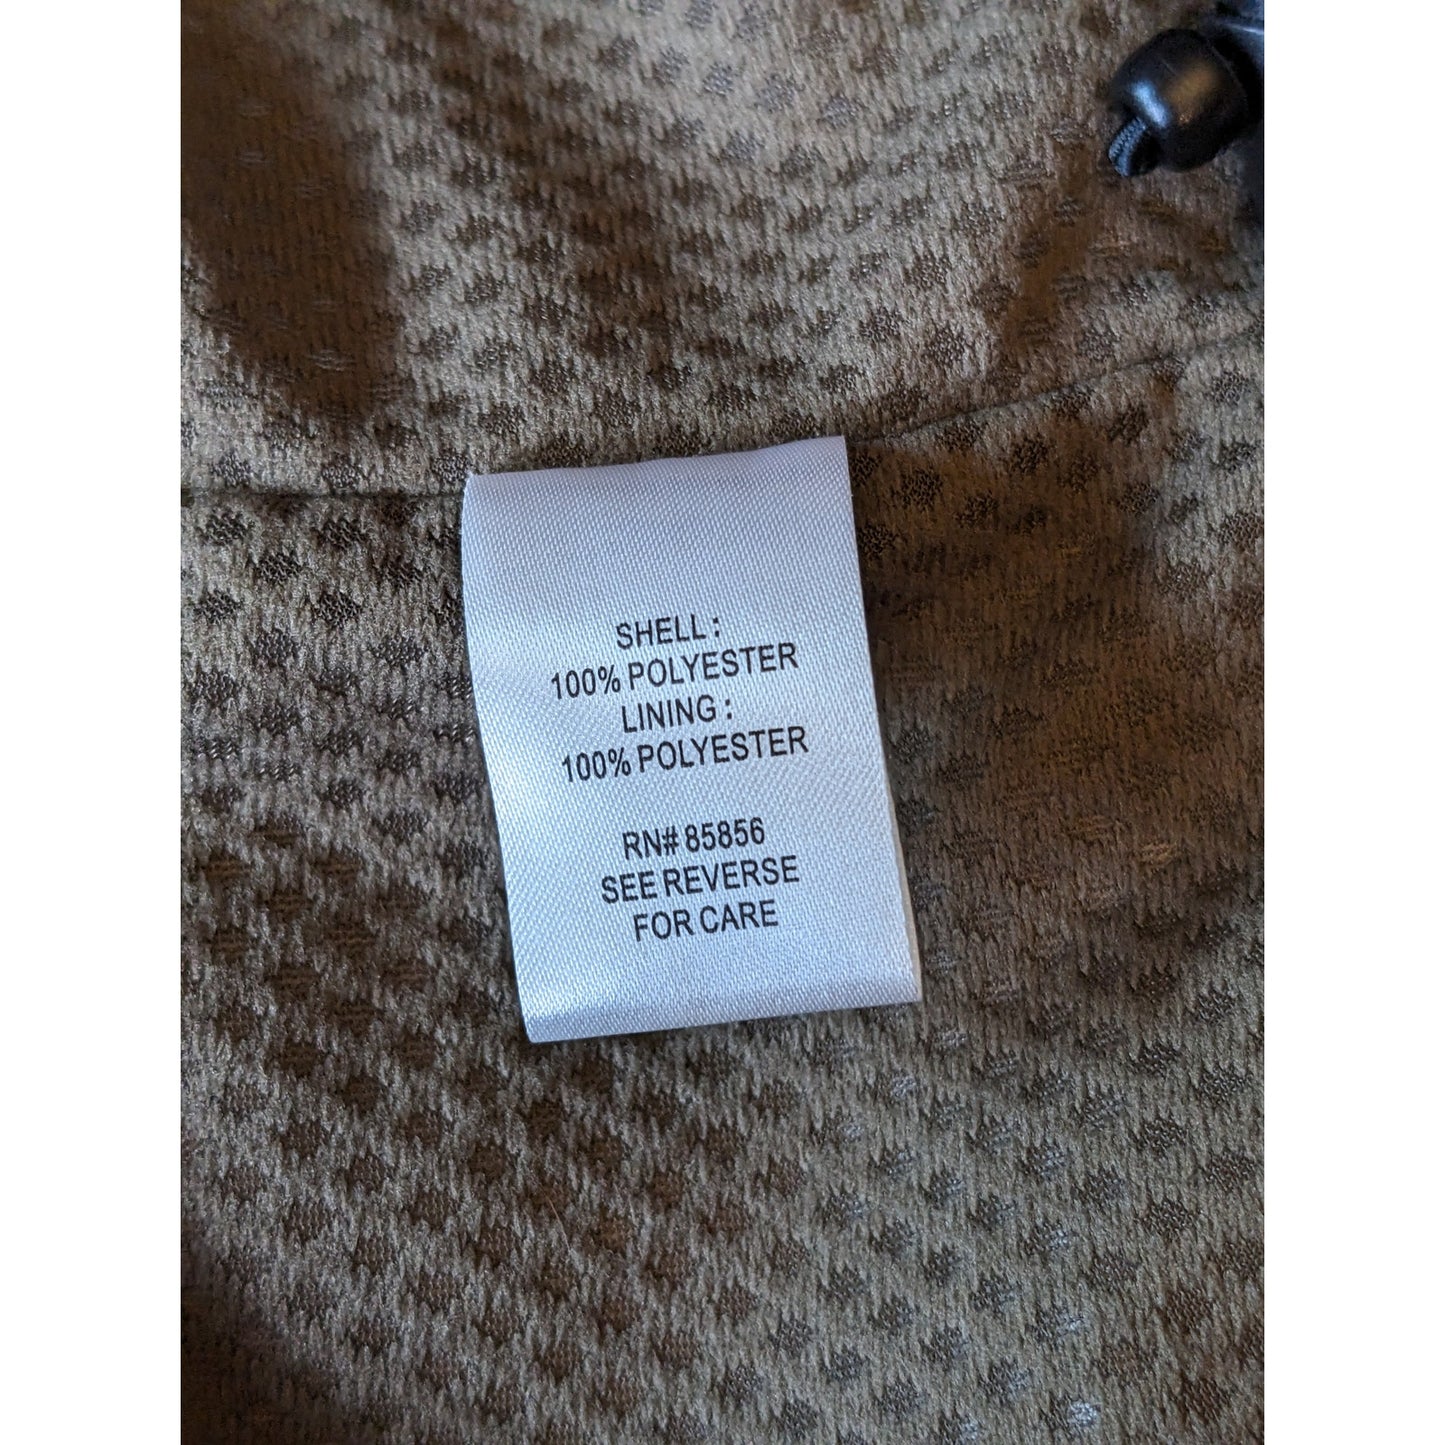 SHELL :
100% POLYESTER
LINING :
100% POLYESTER
RN# 85856
SEE REVERSE
FOR CARE